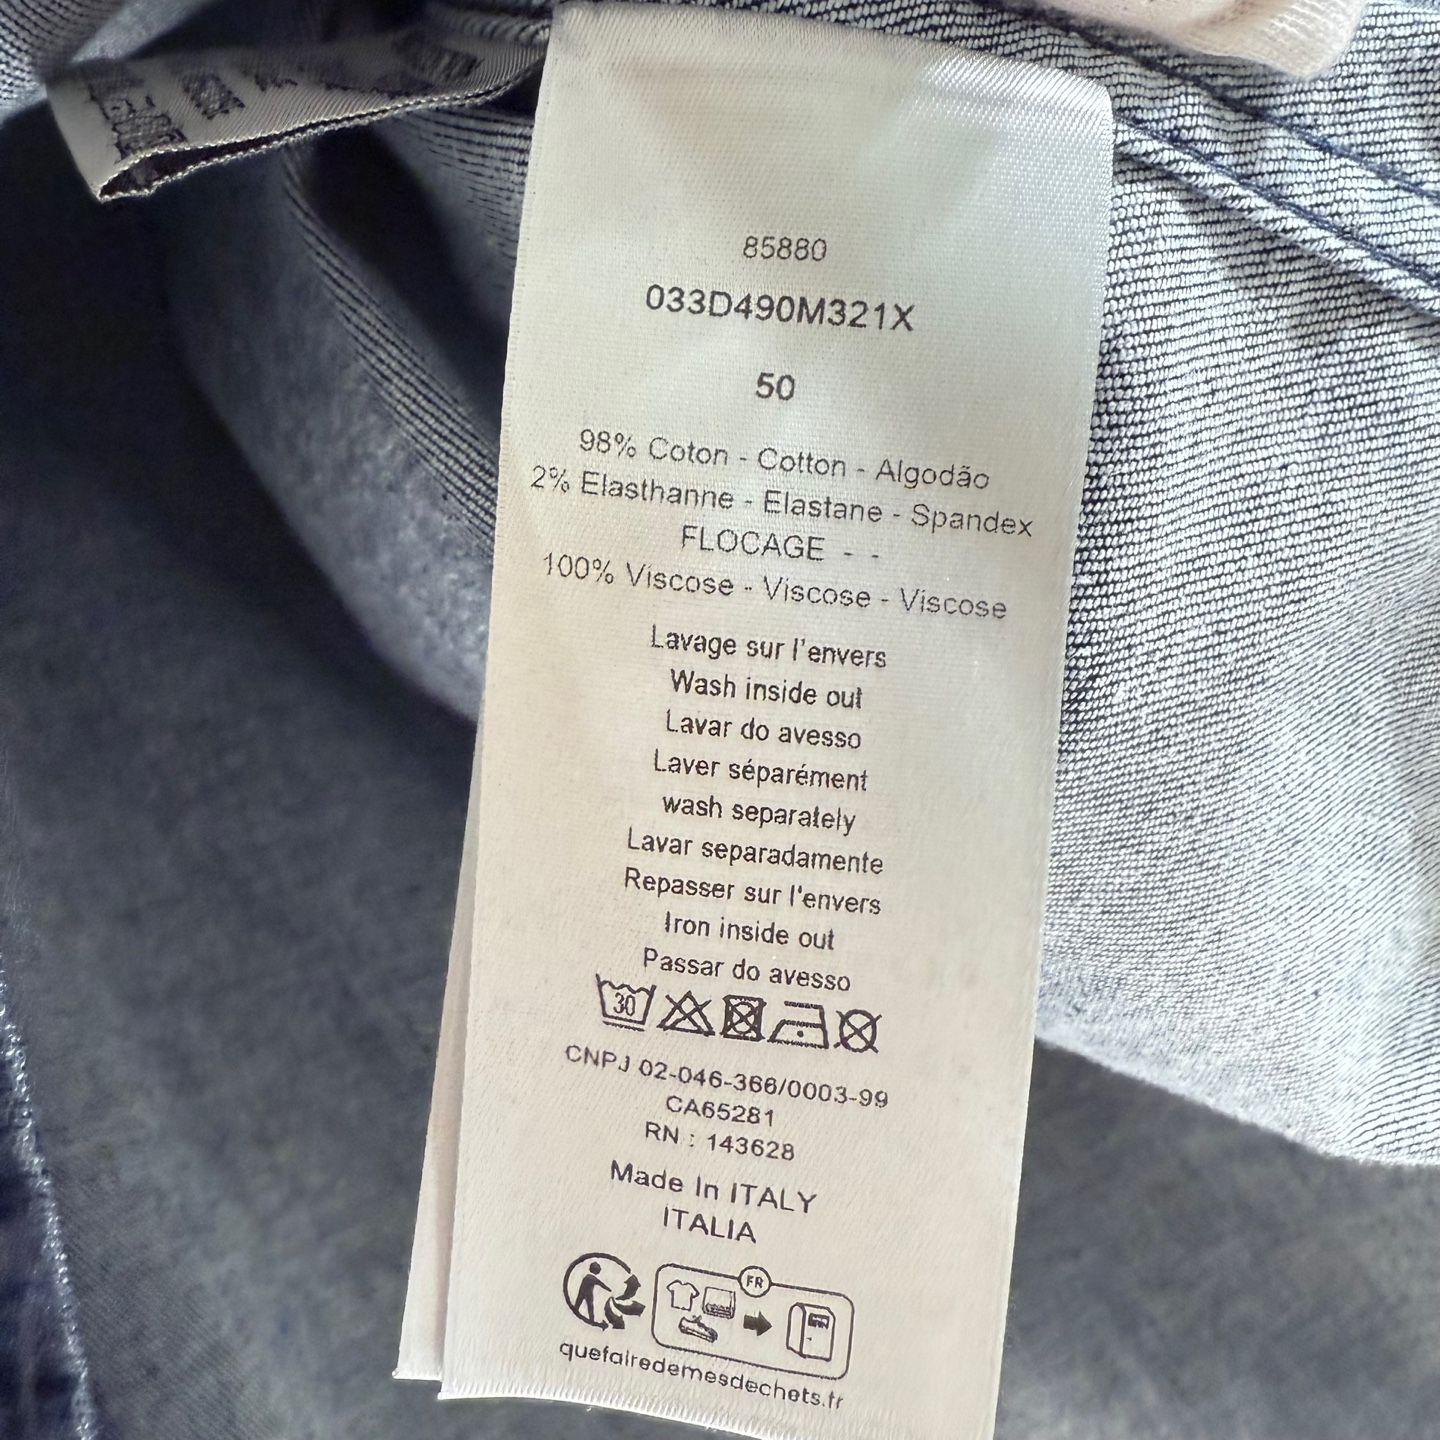 85880
033D490M321X
50
98% Coton - Cotton - Algodão
2% Elasthanne - Elastane - Spandex
FLOCAGE - -
100% Viscose - Viscose - Viscose
Lavage sur l'envers
Wash inside out
Lavar do avesso
Laver séparément
wash separately
Lavar separadamente
Repasser sur l'envers
Iron inside out
Passar do avesso
30
CNPJ 02-046-366/0003-99
CA65281
RN : 143628
Made In ITALY
ITALIA
FR
quefairedemesdechets.fr